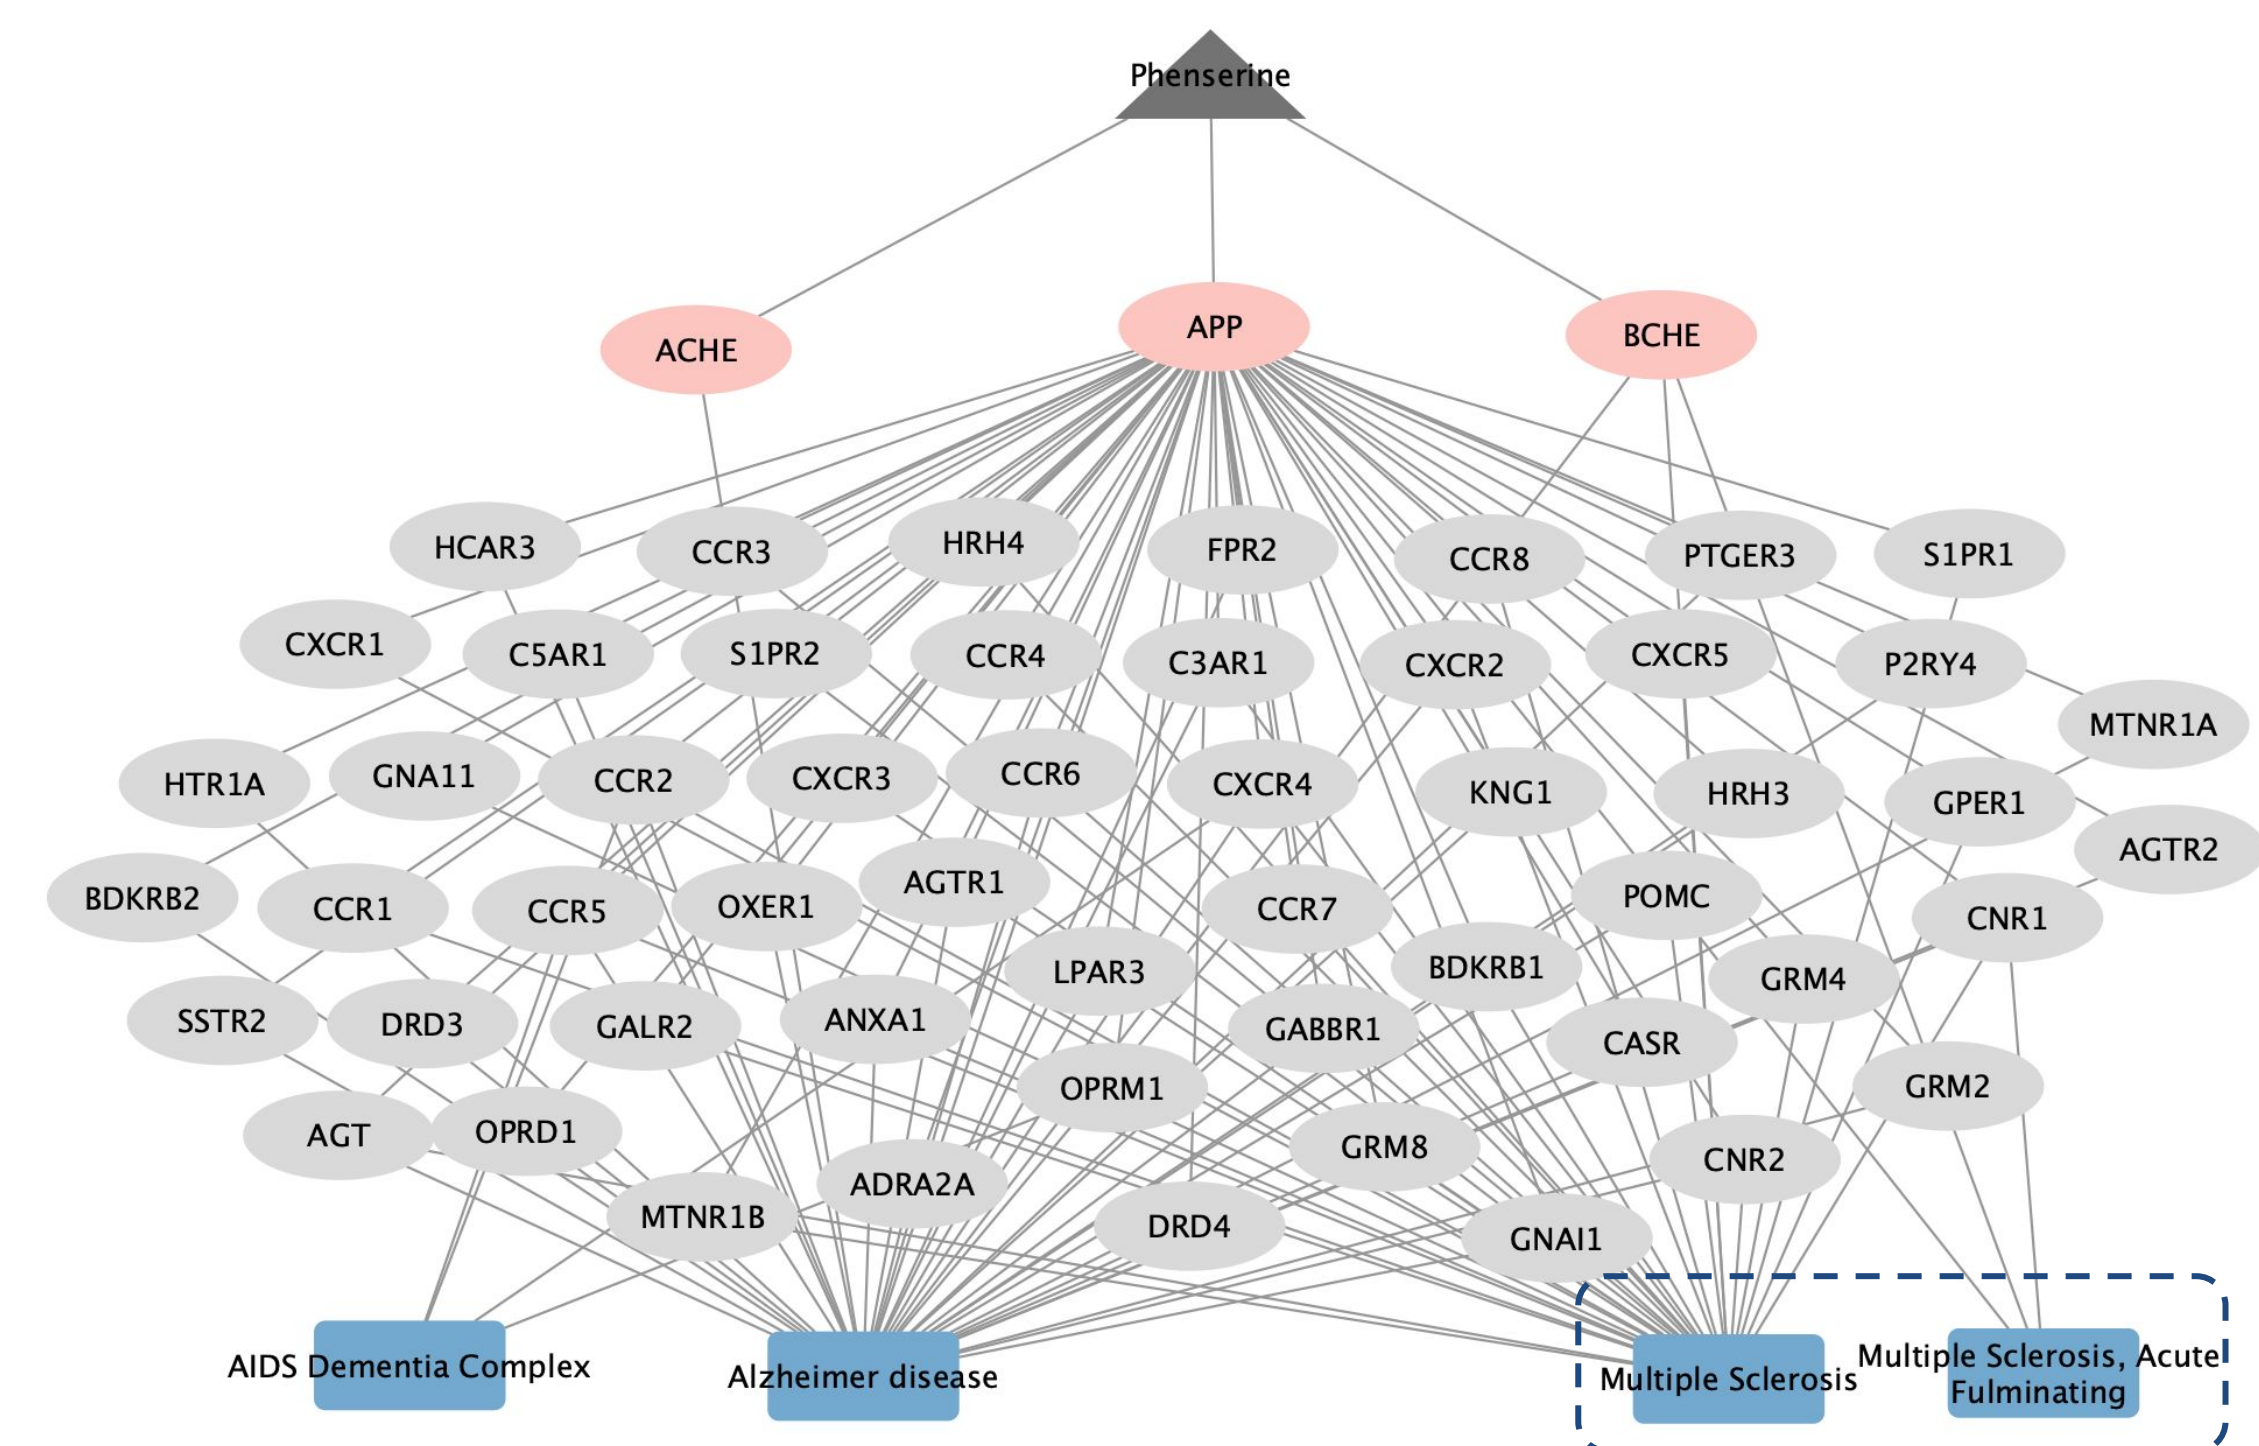 Phenserine
ACHE
APP
BCHE
HCAR3
CCR3
HRH4
FPR2
CCR8
PTGER3
S1PR1
CXCR1
C5AR1
S1PR2
CCR4
C3AR1
CXCR2
CXCR5
P2RY4
MTNR1A
HTR1A
GNA11
CCR2
CXCR3
CCR6
CXCR4
KNG1
HRH3
GPER1
AGTR2
BDKRB2
CCR1
CCR5
OXER1
AGTR1
CCR7
POMC
CNR1
SSTR2
DRD3
GALR2
ANXA1
LPAR3
GABBR1
BDKRB1
CASR
GRM4
GRM2
AGT
OPRD1
MTNR1B
ADRA2A
OPRM1
DRD4
GRM8
GNAI1
CNR2
AIDS Dementia Complex
Alzheimer disease
Multiple Sclerosis
Multiple Sclerosis, Acute
Fulminating